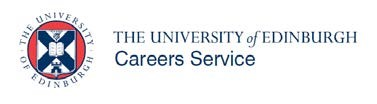 THE UNIVERSITY
OF EDINBURGH
THE UNIVERSITY of EDINBURGH
Careers Service